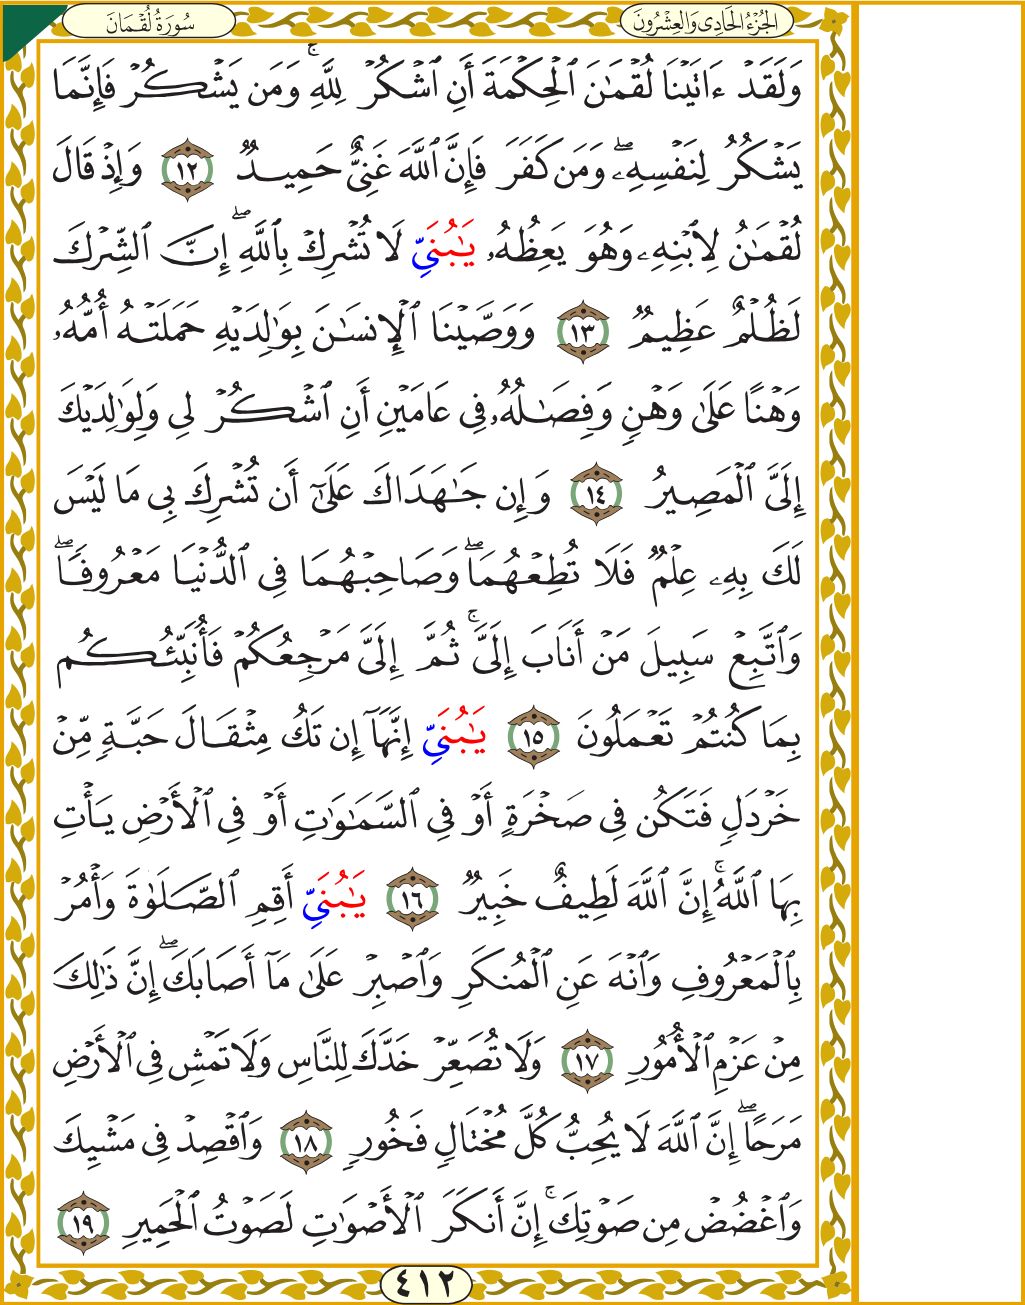 الجُزْءُ الحَادِى وَالعِشْرُونَ
سُورَةُ لُقْمَانَ
وَلَقَدْ ءَاتَيْنَا لُقْمَـٰنَ ٱلْحِكْمَةَ أَنِ ٱشْكُرْ لِلَّهِ ۚ وَمَن يَشْكُرْ فَإِنَّمَا
يَشْكُرُ لِنَفْسِهِۦ ۖ وَمَن كَفَرَ فَإِنَّ ٱللَّهَ غَنِىٌّ حَمِيدٌ ١٢ وَإِذْ قَالَ
لُقْمَـٰنُ لِٱبْنِهِۦ وَهُوَ يَعِظُهُۥ يَـٰبُنَىِّ لَا تُشْرِكْ بِٱللَّهِ ۖ إِنَّ ٱلشِّرْكَ
لَظُلْمٌ عَظِيمٌ ١٣ وَوَصَّيْنَا ٱلْإِنسَـٰنَ بِوَٰلِدَيْهِ حَمَلَتْهُ أُمُّهُۥ
وَهْنًا عَلَىٰ وَهْنٍ وَفِصَـٰلُهُۥ فِى عَامَيْنِ أَنِ ٱشْكُرْ لِى وَلِوَٰلِدَيْكَ
إِلَىَّ ٱلْمَصِيرُ ١٤ وَإِن جَـٰهَدَاكَ عَلَىٰٓ أَن تُشْرِكَ بِى مَا لَيْسَ
لَكَ بِهِۦ عِلْمٌ فَلَا تُطِعْهُمَا ۖ وَصَاحِبْهُمَا فِى ٱلدُّنْيَا مَعْرُوفًا ۖ
وَٱتَّبِعْ سَبِيلَ مَنْ أَنَابَ إِلَىَّ ۚ ثُمَّ إِلَىَّ مَرْجِعُكُمْ فَأُنَبِّئُكُم
بِمَا كُنتُمْ تَعْمَلُونَ ١٥ يَـٰبُنَىِّ إِنَّهَآ إِن تَكُ مِثْقَالَ حَبَّةٍ مِّنْ
خَرْدَلٍ فَتَكُن فِى صَخْرَةٍ أَوْ فِى ٱلسَّمَـٰوَٰتِ أَوْ فِى ٱلْأَرْضِ يَأْتِ
بِهَا ٱللَّهُ ۚ إِنَّ ٱللَّهَ لَطِيفٌ خَبِيرٌ ١٦ يَـٰبُنَىِّ أَقِمِ ٱلصَّلَوٰةَ وَأْمُرْ
بِٱلْمَعْرُوفِ وَٱنْهَ عَنِ ٱلْمُنكَرِ وَٱصْبِرْ عَلَىٰ مَآ أَصَابَكَ ۖ إِنَّ ذَٰلِكَ
مِنْ عَزْمِ ٱلْأُمُورِ ١٧ وَلَا تُصَعِّرْ خَدَّكَ لِلنَّاسِ وَلَا تَمْشِ فِى ٱلْأَرْضِ
مَرَحًا ۖ إِنَّ ٱللَّهَ لَا يُحِبُّ كُلَّ مُخْتَالٍ فَخُورٍ ١٨ وَٱقْصِدْ فِى مَشْيِكَ
وَٱغْضُضْ مِن صَوْتِكَ ۚ إِنَّ أَنكَرَ ٱلْأَصْوَٰتِ لَصَوْتُ ٱلْحَمِيرِ ١٩
٤١٢